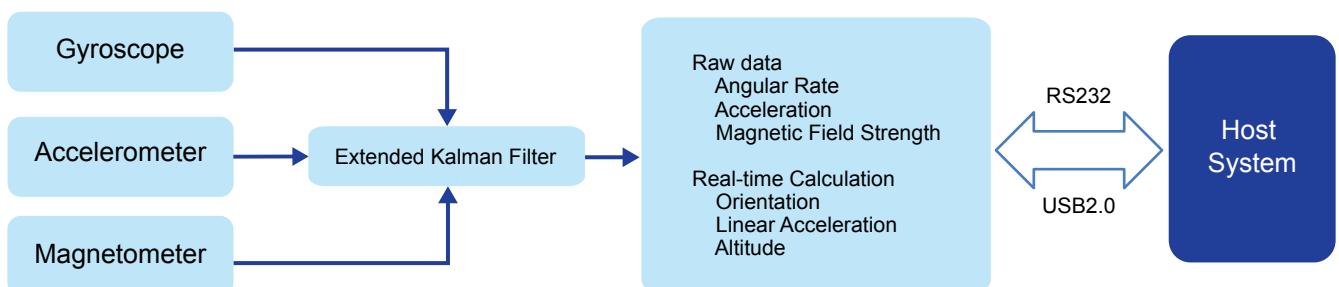 Gyroscope
Accelerometer
Magnetometer
Extended Kalman Filter
Raw data
Angular Rate
Acceleration
Magnetic Field Strength
Real-time Calculation
Orientation
Linear Acceleration
Altitude
RS232
USB2.0
Host
System